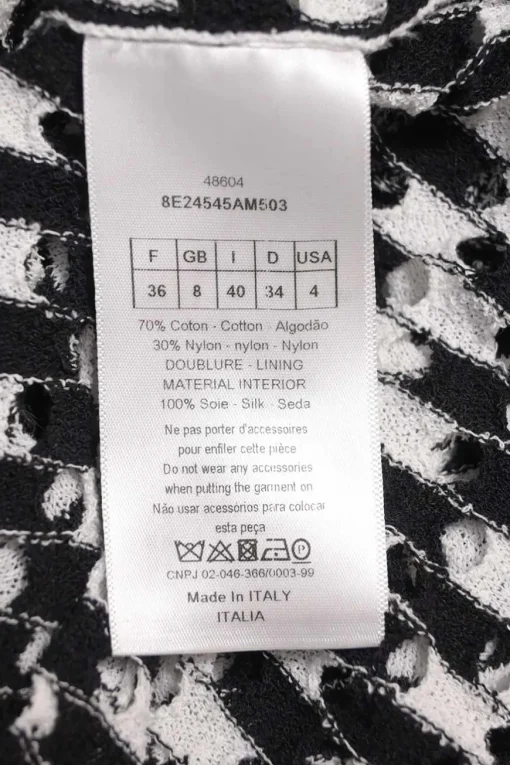 48604
8E24545AM503
F GB I D USA
36 8 40 34 4
70% Coton - Cotton - Algodão
30% Nylon - nylon - Nylon
DOUBLURE - LINING
MATERIAL INTERIOR
100% Soie - Silk - Seda
Ne pas porter d'accessoires
pour enfiler cette pièce
Do not wear any accessories
when putting the garment on
Não usar acessórios para colocar
esta peça
P
CNPJ 02-046-366/0003-99
Made In ITALY
ITALIA